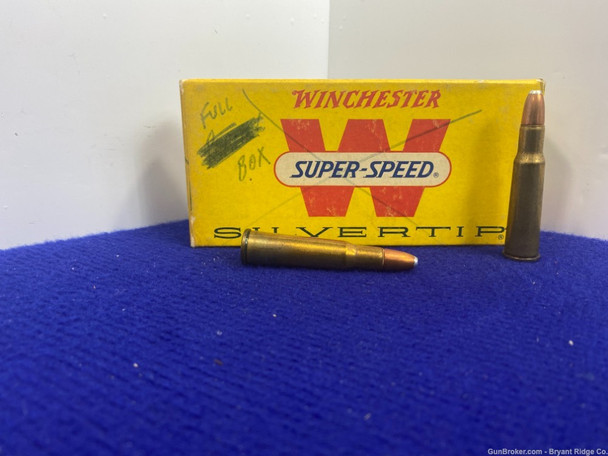 FULL
BOX
WINCHESTER
W
SUPER-SPEED®
SILVERTIP®
GunBroker.com - Bryant Ridge Co.